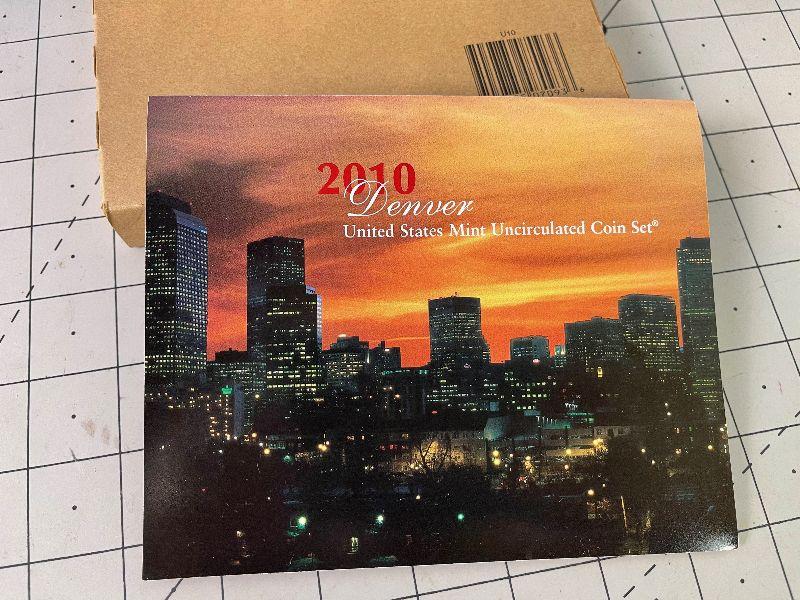 U10
2010
Denver
United States Mint Uncirculated Coin Set®